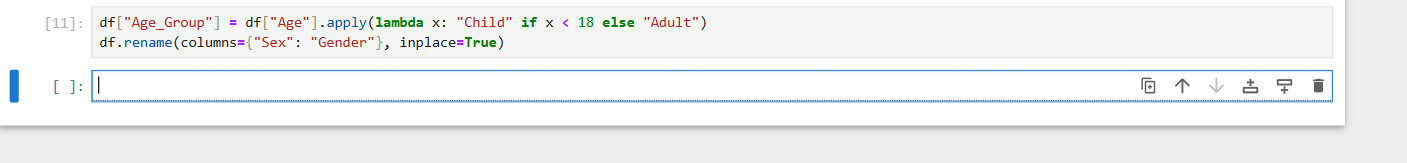 [11]: df["Age_Group"] = df["Age"].apply(lambda x: "Child" if x < 18 else "Adult")
df.rename(columns={"Sex": "Gender"}, inplace=True)
[ ]: